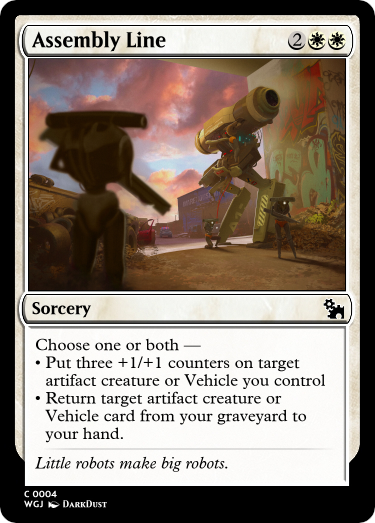 Assembly Line 2
Sorcery
Choose one or both —
• Put three +1/+1 counters on target
artifact creature or Vehicle you control
• Return target artifact creature or
Vehicle card from your graveyard to
your hand.
Little robots make big robots.
C 0004
WGJ DarkDust